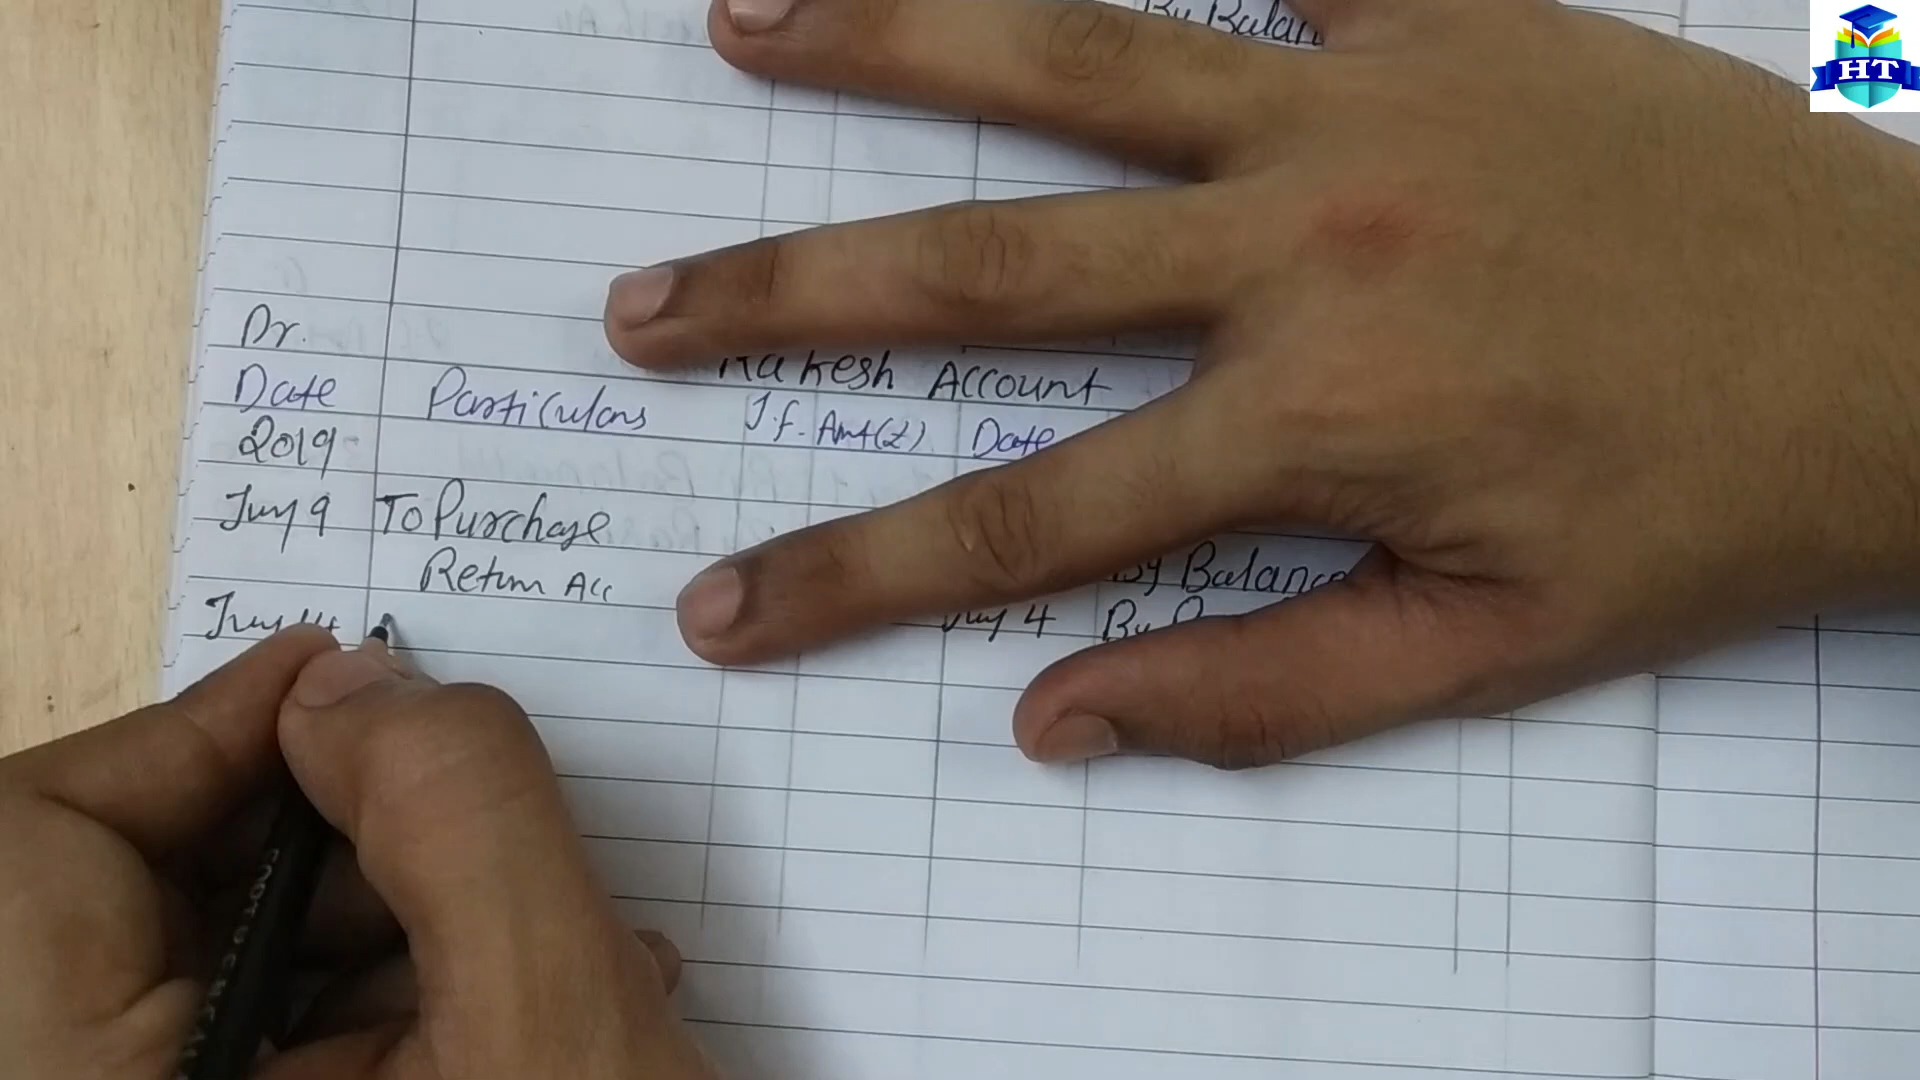 By Balan
HT
Dr.
Rakesh Account
Date Particulars J.f. Amt(₹) Date
2019
July 9 To Purchase
Return Acc By Balance
July 14 July 4 By